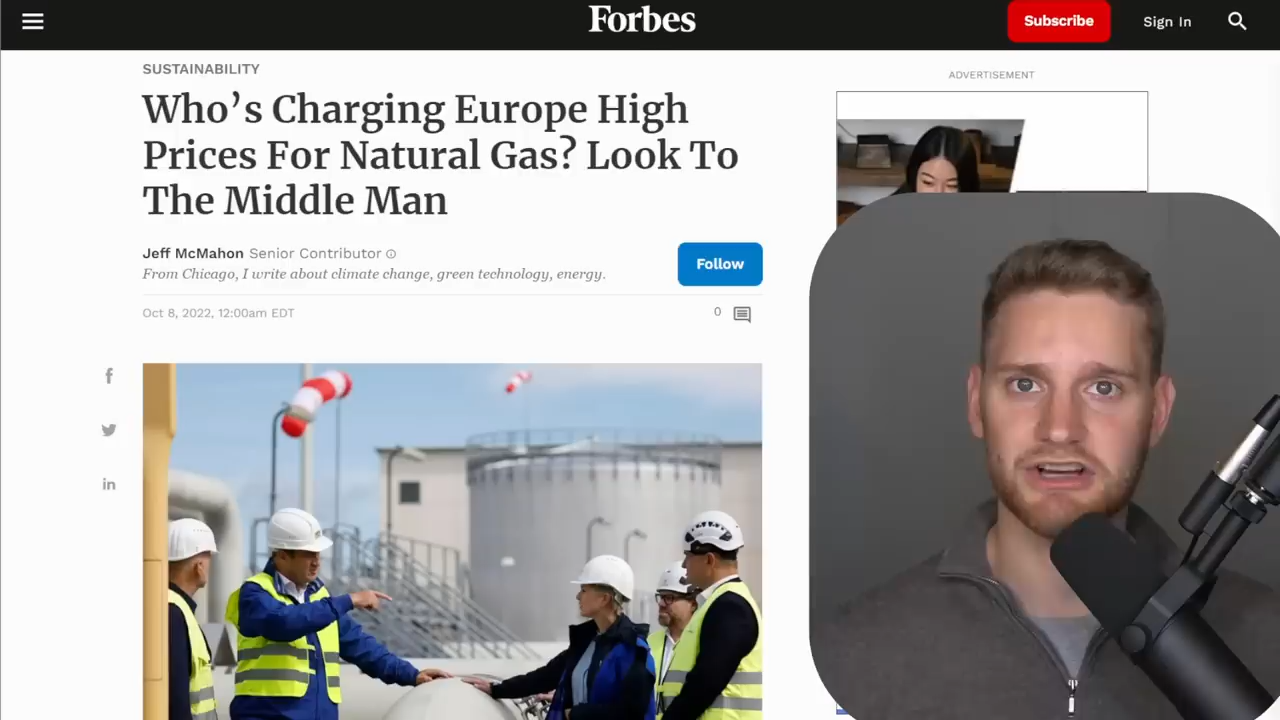 Forbes
Subscribe
Sign In
SUSTAINABILITY
Who’s Charging Europe High
Prices For Natural Gas? Look To
The Middle Man
Jeff McMahon Senior Contributor
From Chicago, I write about climate change, green technology, energy.
Follow
Oct 8, 2022, 12:00am EDT
0
ADVERTISEMENT